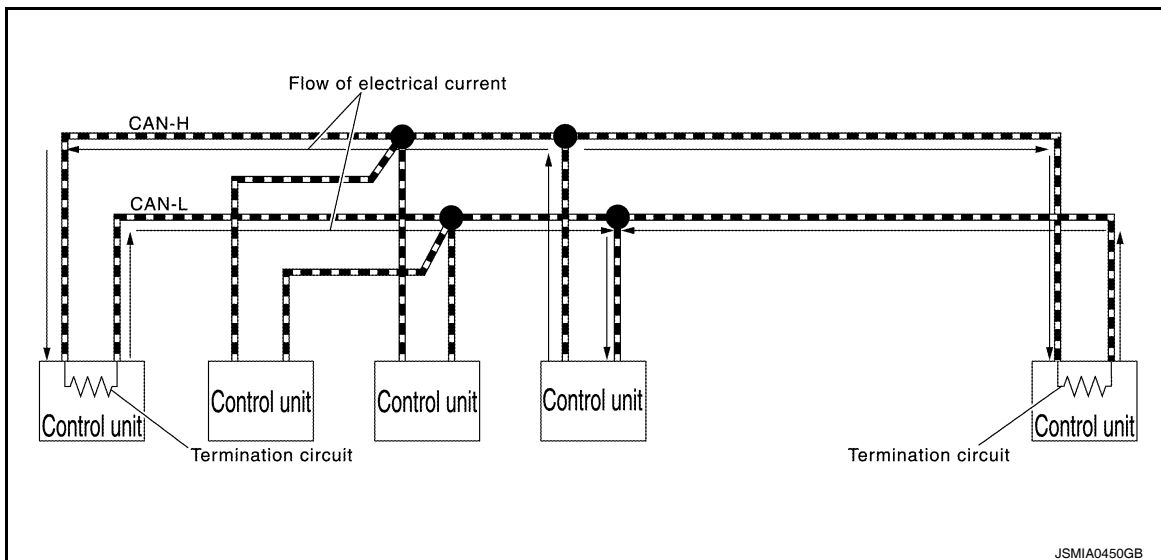 Flow of electrical current
CAN-H
CAN-L
Control unit
Control unit
Control unit
Control unit
Control unit
Termination circuit
Termination circuit
JSMIA0450GB